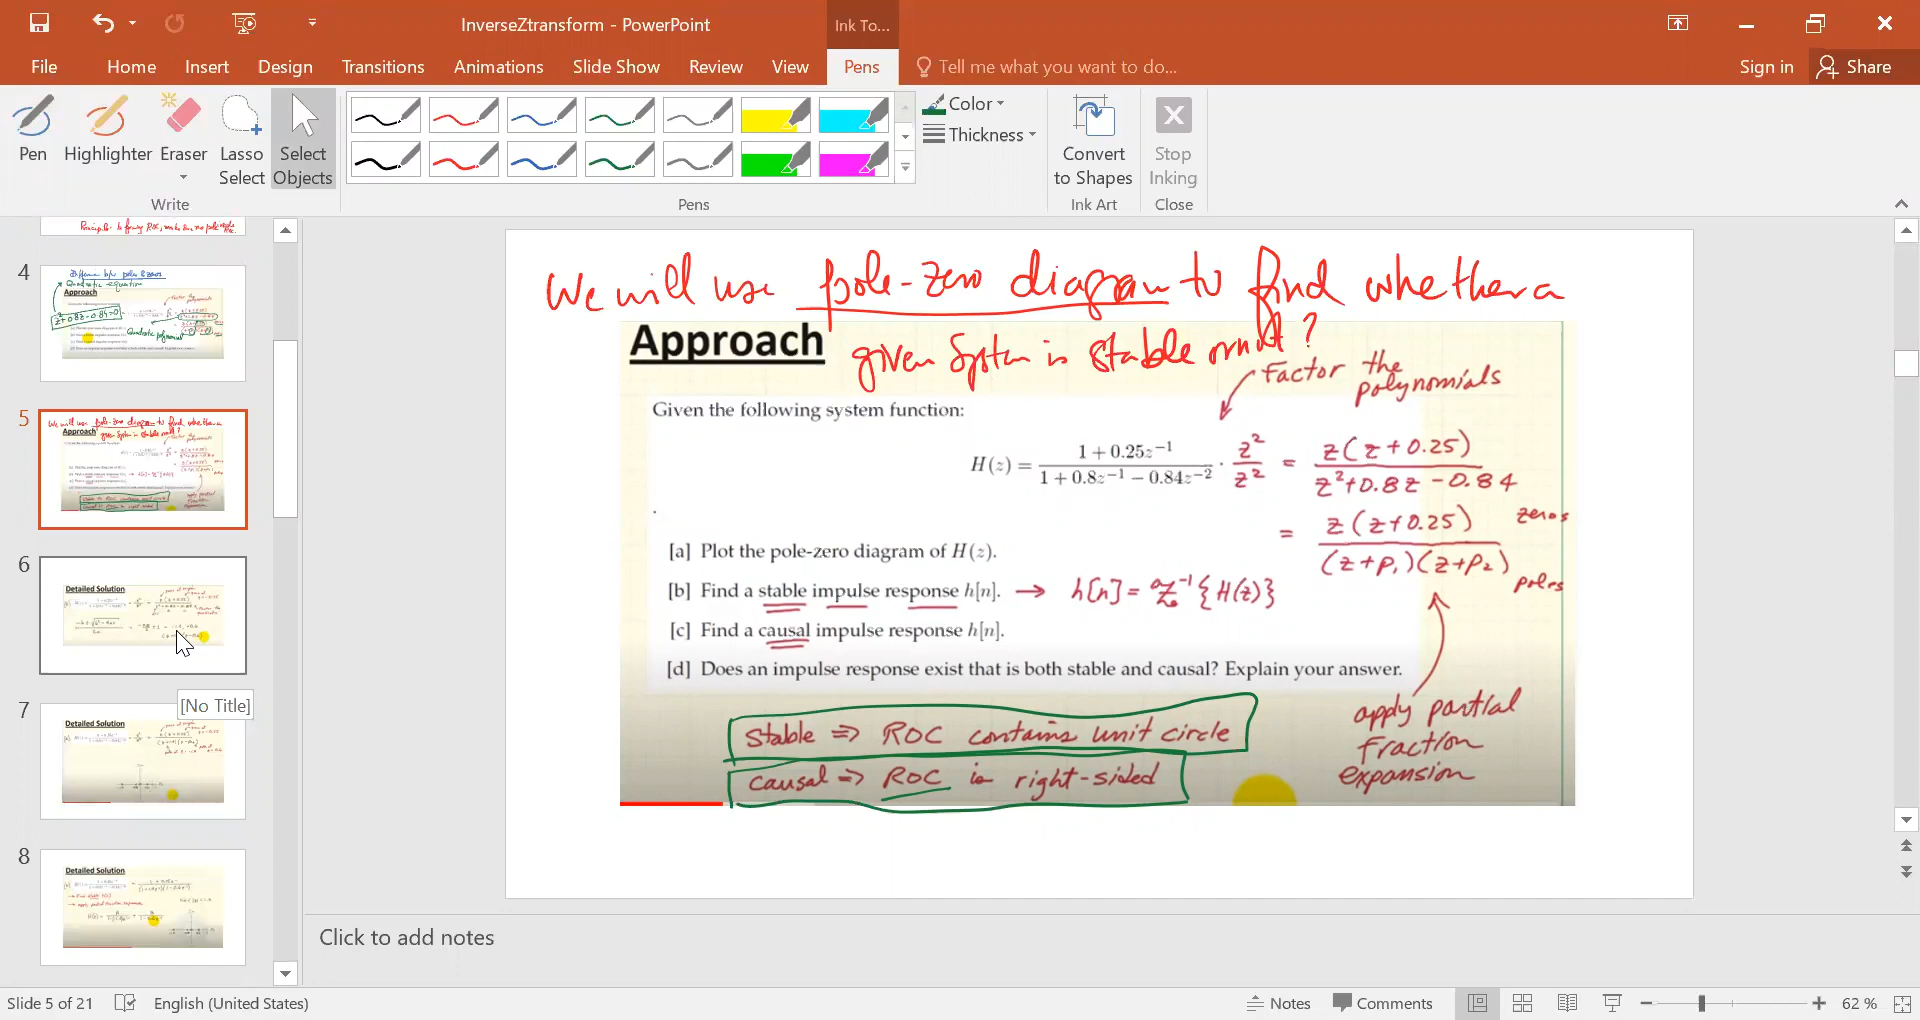 InverseZtransform - PowerPoint
Ink To...
File Home Insert Design Transitions Animations Slide Show Review View Pens Tell me what you want to do... Sign in Share
Pen Highlighter Eraser Lasso Select Select Objects
Write
Pens
Color
Thickness
Convert to Shapes
Ink Art
Stop Inking
Close
4
5
6
7
8
Approach
Approach
Detailed Solution
[No Title]
Detailed Solution
Detailed Solution
We will use pole-zero diagram to find whether a
given System is stable or not?
Approach
Factor the
polynomials
Given the following system function:
H(z) = (1 + 0.25z⁻¹)/(1 + 0.8z⁻¹ − 0.84z⁻²) · z²/z² = z(z+0.25)/(z²+0.8z−0.84)
= z(z+0.25)/((z+p₁)(z+p₂))
zeros
poles
[a] Plot the pole-zero diagram of H(z).
[b] Find a stable impulse response h[n]. → h[n] = Z⁻¹{H(z)}
[c] Find a causal impulse response h[n].
[d] Does an impulse response exist that is both stable and causal? Explain your answer.
Stable ⇒ ROC contains unit circle
Causal ⇒ ROC is right-sided
apply partial
fraction
expansion
Click to add notes
Slide 5 of 21 English (United States) Notes Comments 62 %